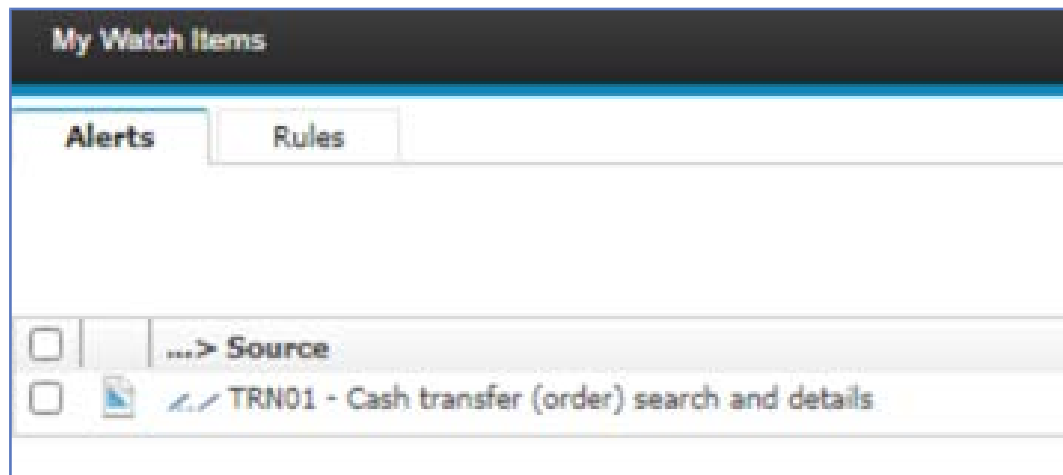 My Watch Items
Alerts Rules
...> Source
TRN01 - Cash transfer (order) search and details